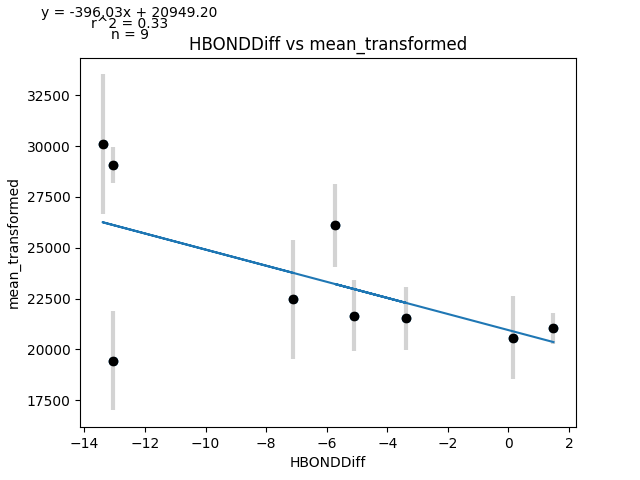 y = -396.03x + 20949.20
r^2 = 0.33
n = 9
HBONDDiff vs mean_transformed
mean_transformed
32500
30000
27500
25000
22500
20000
17500
−14 −12 −10 −8 −6 −4 −2 0 2
HBONDDiff